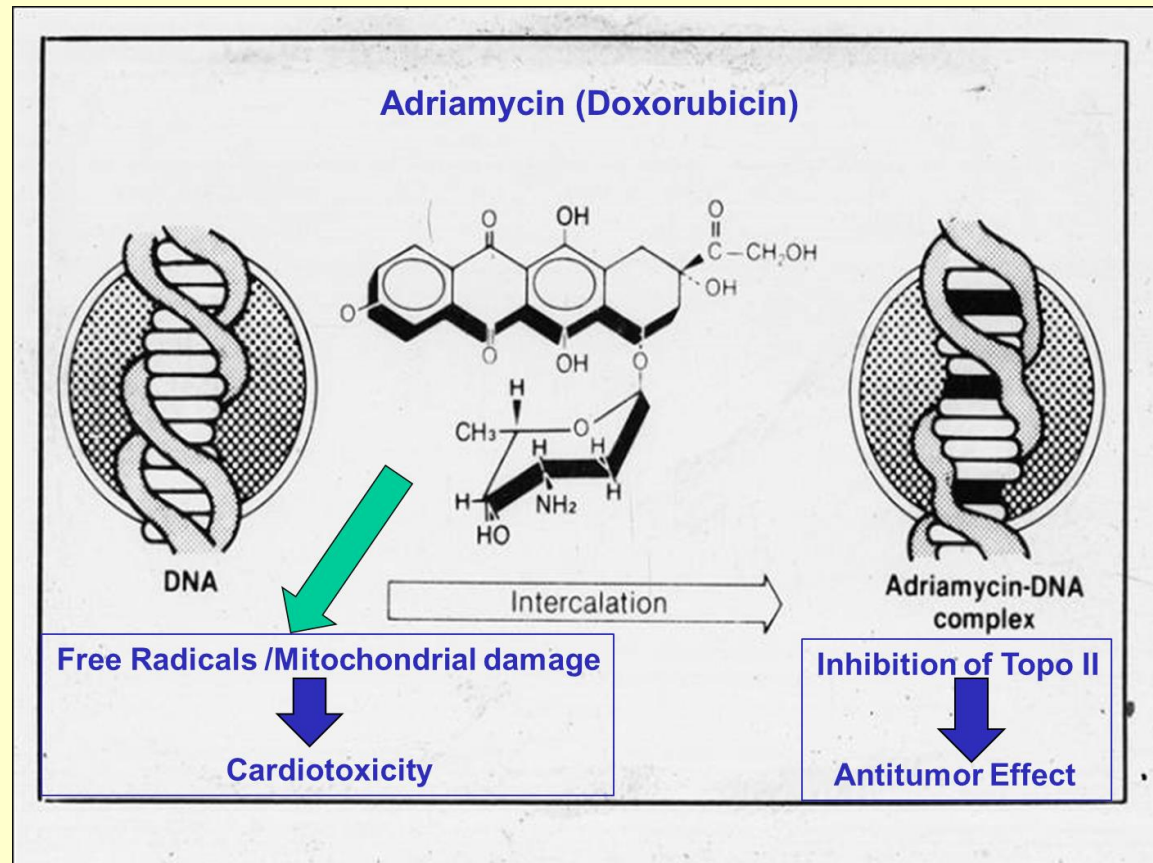 Adriamycin (Doxorubicin)
O
OH
O
C–CH₂OH
OH
O
O
OH
O
H
CH₃
O
H
H
H
NH₂
H
HO
DNA
Intercalation
Adriamycin-DNA
complex
Free Radicals /Mitochondrial damage
Cardiotoxicity
Inhibition of Topo II
Antitumor Effect